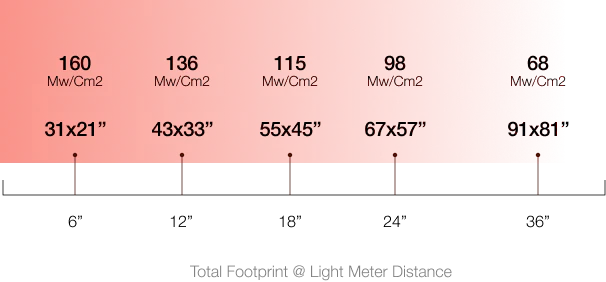 160 136 115 98 68
Mw/Cm2 Mw/Cm2 Mw/Cm2 Mw/Cm2 Mw/Cm2
31x21” 43x33” 55x45” 67x57” 91x81”
6” 12” 18” 24” 36”
Total Footprint @ Light Meter Distance